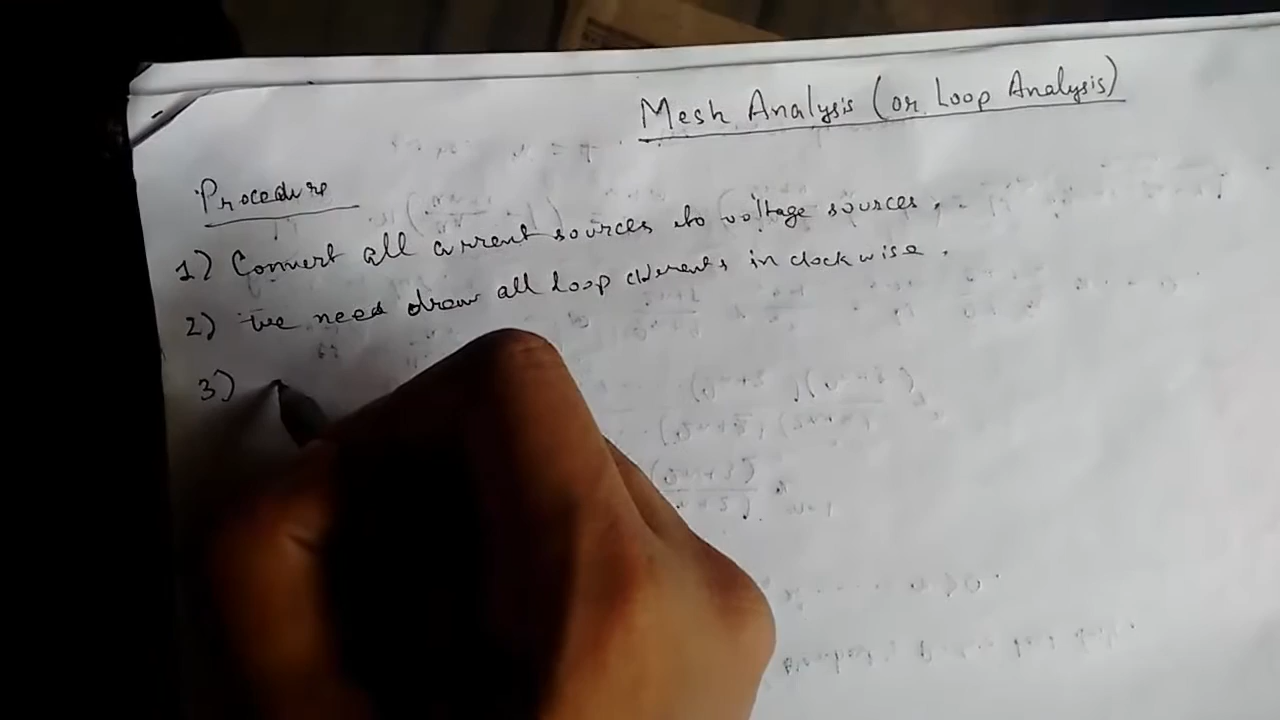 Mesh Analysis (or Loop Analysis)
Procedure
1) Convert all current sources to voltage sources.
2) We need draw all loop currents in clockwise.
3)